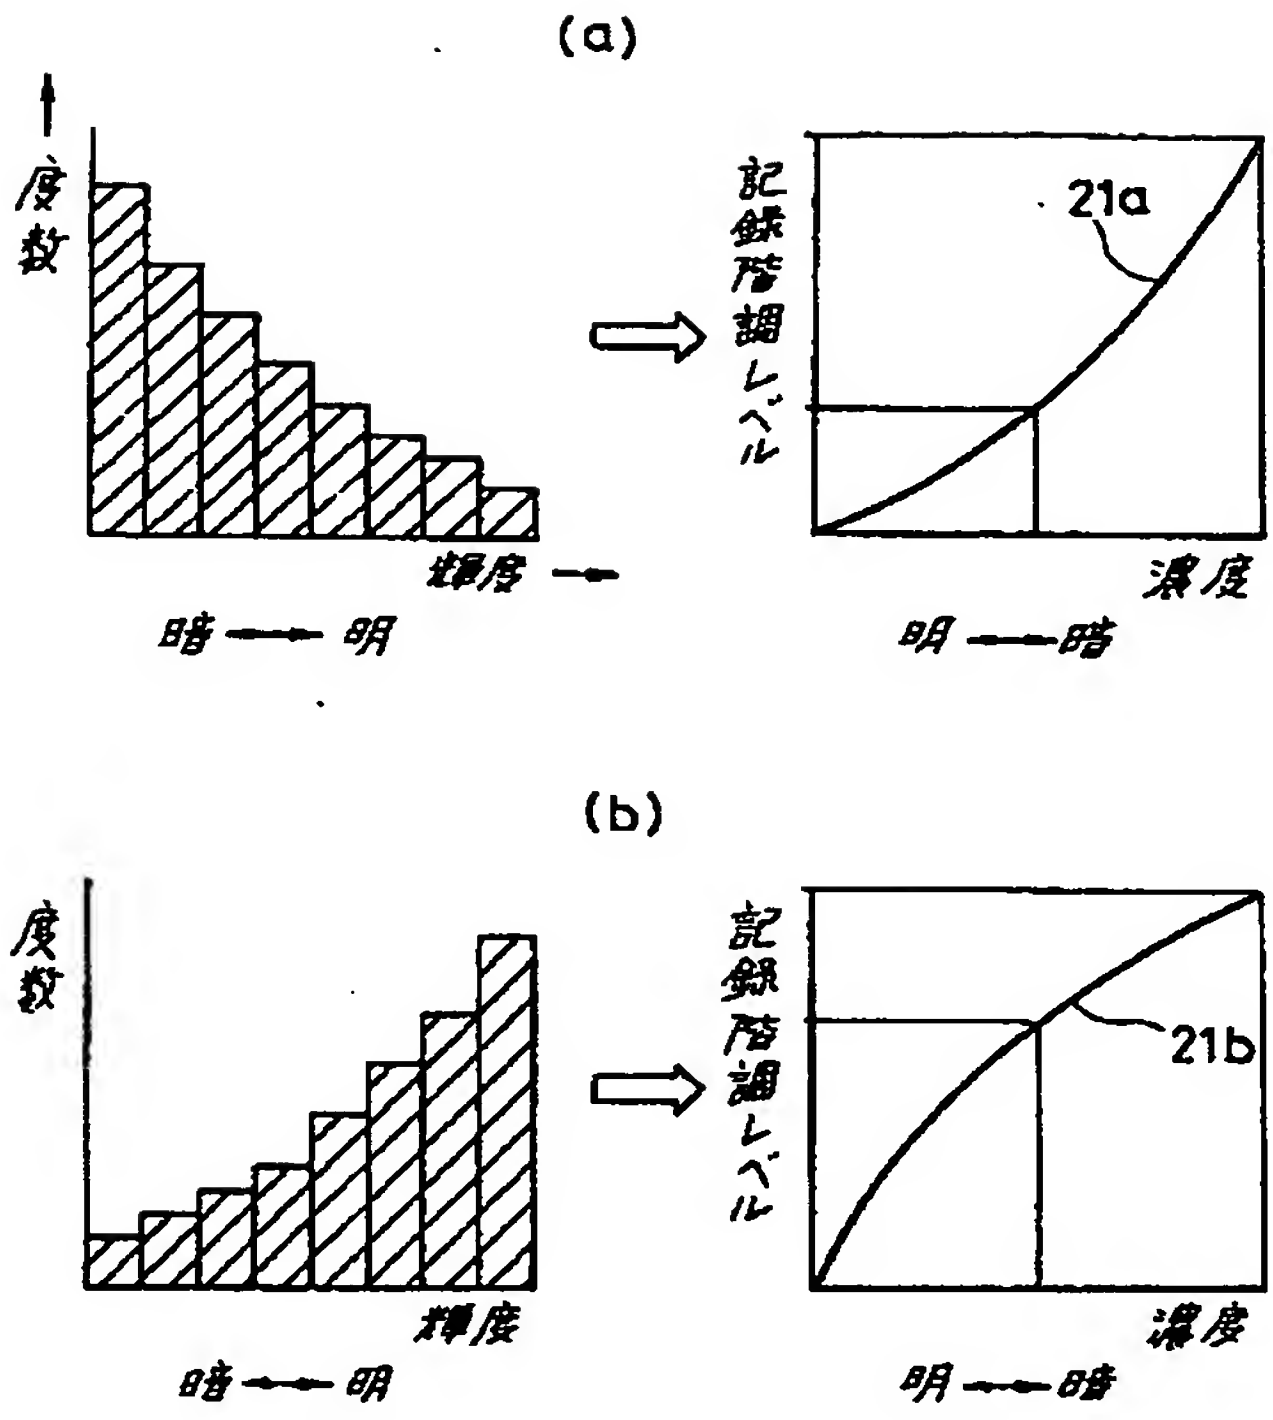 (a)
度数
輝度
暗 明
記録階調レベル
21a
濃度
明 暗
(b)
度数
輝度
暗 明
記録階調レベル
21b
濃度
明 暗